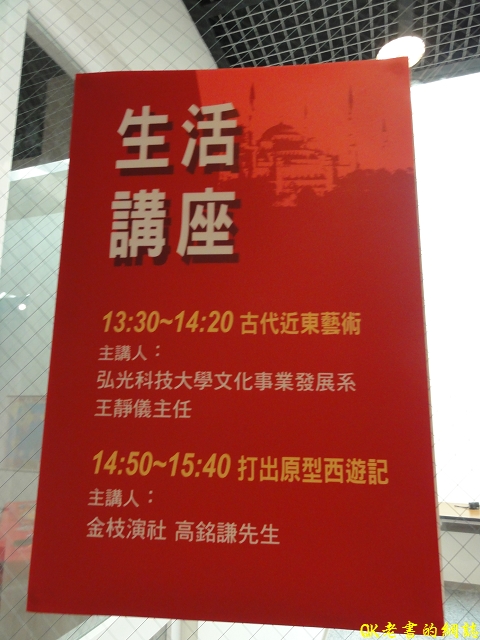 生活
講座
13:30~14:20 古代近東藝術
主講人：
弘光科技大學文化事業發展系
王靜儀主任
14:50~15:40 打出原型西遊記
主講人：
金枝演社 高銘謙先生
QK老書的網誌